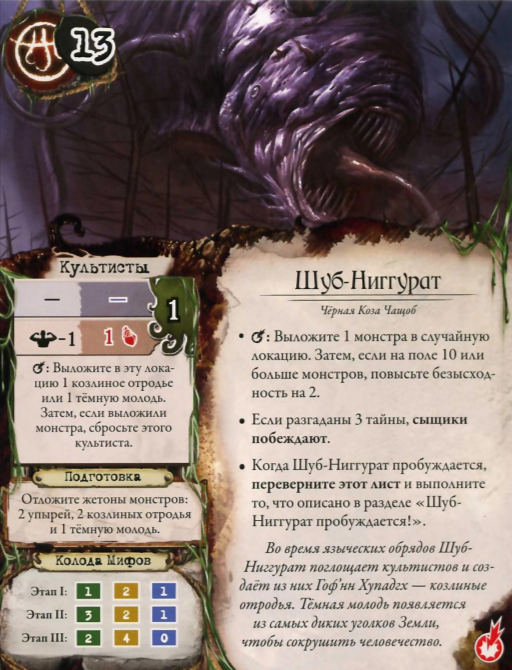 13
Культисты
—
—
-1
1
1
: Выложите в эту лока-
цию 1 козлиное отродье
или 1 тёмную молодь.
Затем, если выложили
монстра, сбросьте этого
культиста.
Подготовка
Отложите жетоны монстров:
2 упырей, 2 козлиных отродья
и 1 тёмную молодь.
Колода Мифов
Этап I: 1 2 1
Этап II: 3 2 1
Этап III: 2 4 0
Шуб-Ниггурат
Чёрная Коза Чащоб
• : Выложите 1 монстра в случайную
локацию. Затем, если на поле 10 или
больше монстров, повысьте безысход-
ность на 2.
• Если разгаданы 3 тайны, сыщики
побеждают.
• Когда Шуб-Ниггурат пробуждается,
переверните этот лист и выполните
то, что описано в разделе «Шуб-
Ниггурат пробуждается!».
Во время языческих обрядов Шуб-
Ниггурат поглощает культистов и соз-
даёт из них Гоф'нн Хупадгх — козлиные
отродья. Тёмная молодь появляется
из самых диких уголков Земли,
чтобы сокрушить человечество.